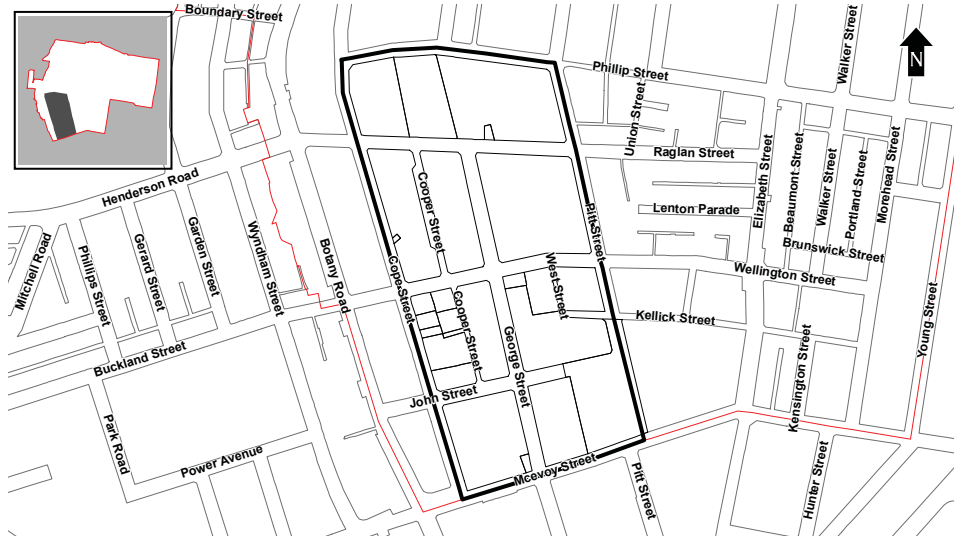 Boundary Street
N
Walker Street
Phillip Street
Union Street
Raglan Street
Elizabeth Street
Beaumont Street
Walker Street
Portland Street
Morehead Street
Henderson Road
Cooper Street
Lenton Parade
Pitt Street
Mitchell Road
Phillips Street
Gerard Street
Garden Street
Wyndham Street
Botany Road
Cope Street
West Street
Brunswick Street
Wellington Street
Kellick Street
Young Street
Cooper Street
George Street
Buckland Street
John Street
Kensington Street
Park Road
Power Avenue
Mcevoy Street
Pitt Street
Hunter Street